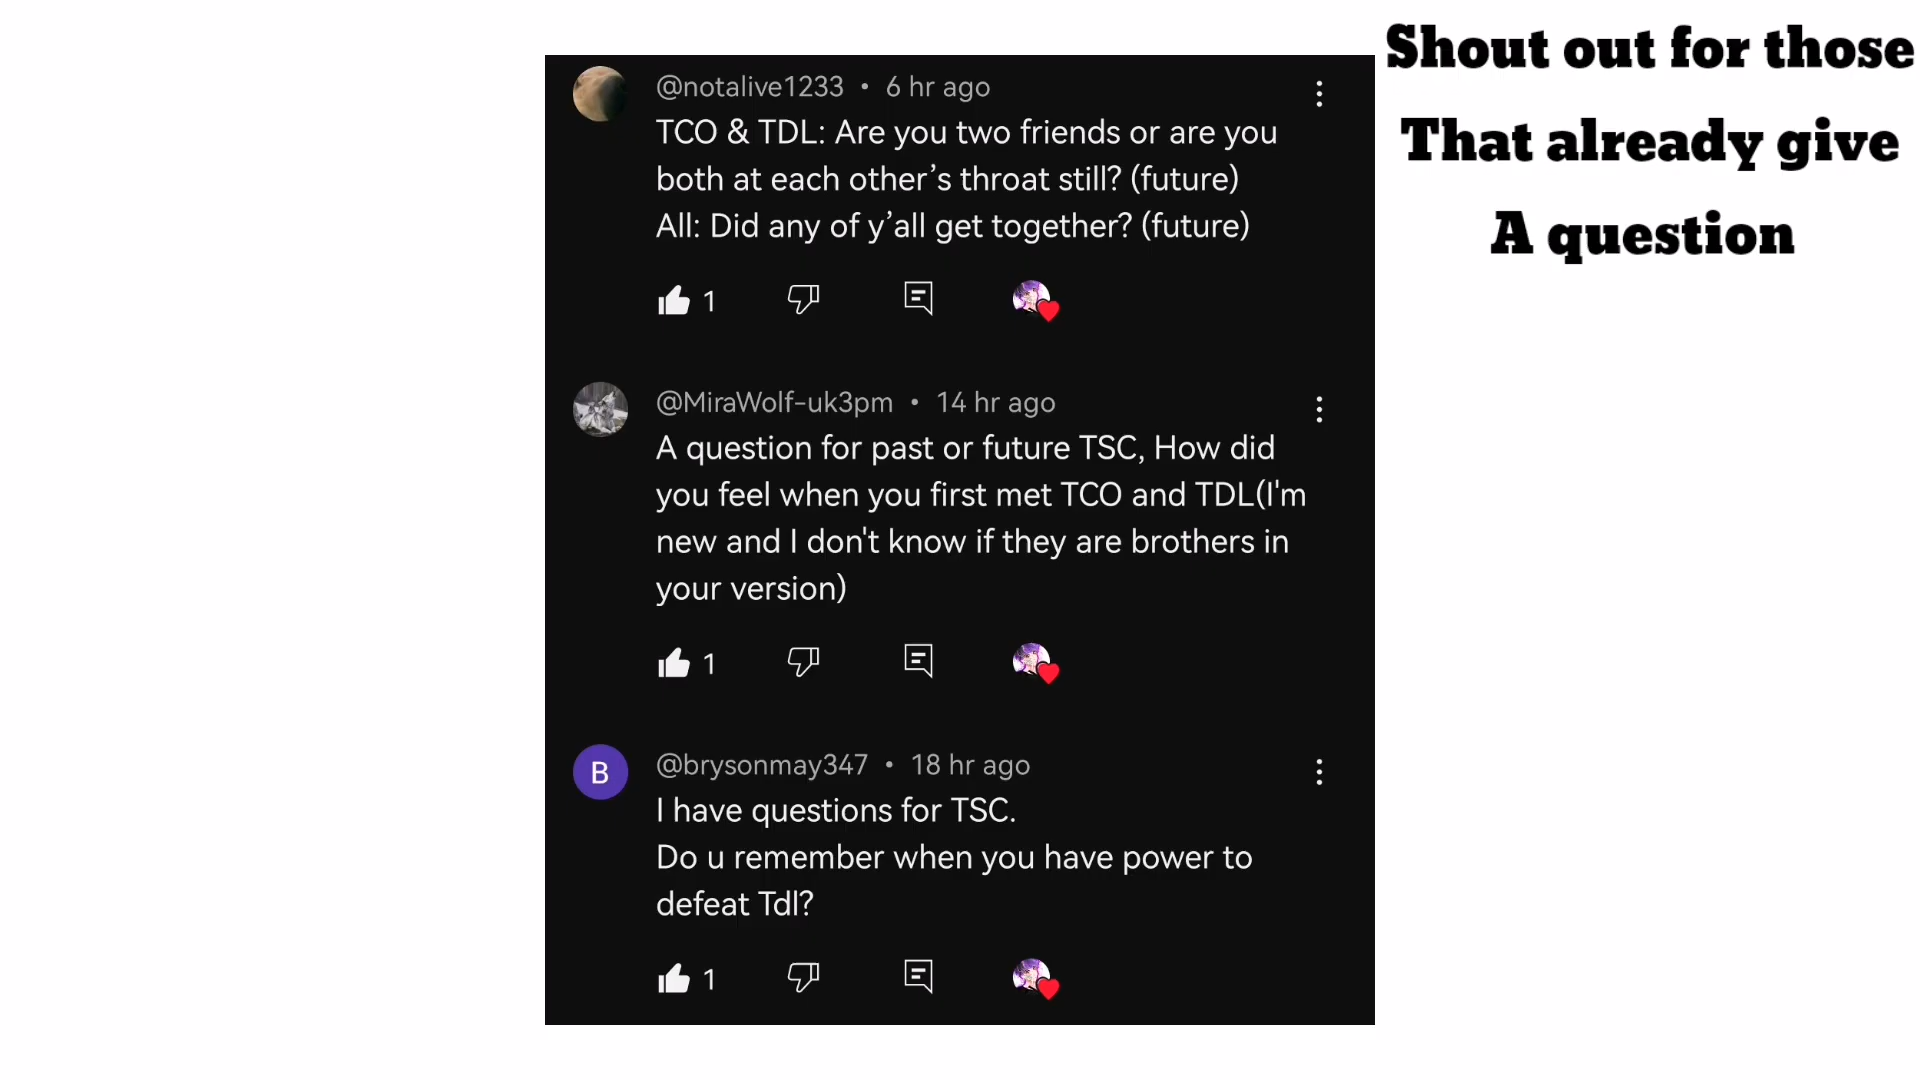 @notalive1233 • 6 hr ago
TCO & TDL: Are you two friends or are you
both at each other’s throat still? (future)
All: Did any of y’all get together? (future)
1
@MiraWolf-uk3pm • 14 hr ago
A question for past or future TSC, How did
you feel when you first met TCO and TDL(I'm
new and I don't know if they are brothers in
your version)
1
B
@brysonmay347 • 18 hr ago
I have questions for TSC.
Do u remember when you have power to
defeat Tdl?
1
Shout out for those
That already give
A question